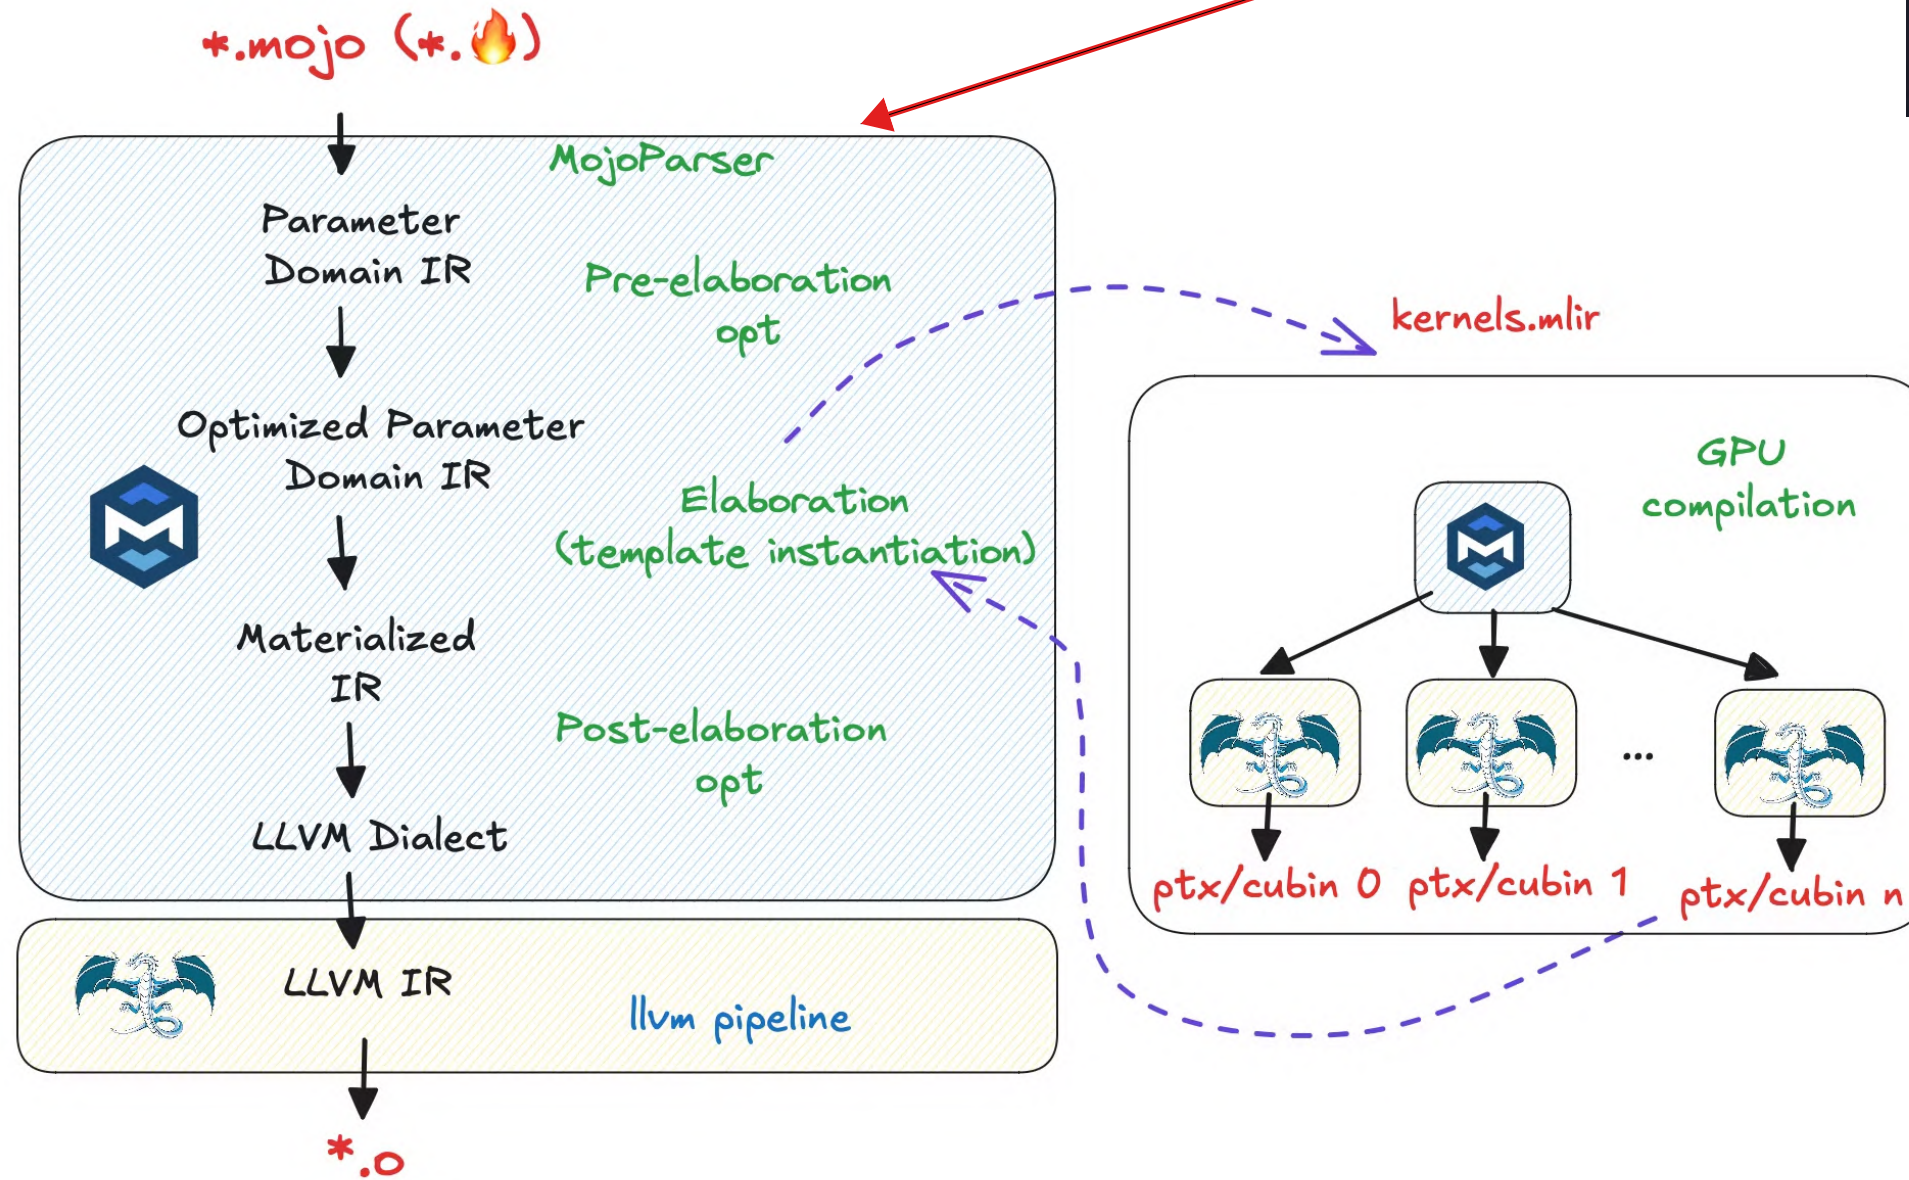 *.mojo (*.🔥)
MojoParser
Parameter
Domain IR
Pre-elaboration
opt
Optimized Parameter
Domain IR
Elaboration
(template instantiation)
Materialized
IR
Post-elaboration
opt
LLVM Dialect
LLVM IR
llvm pipeline
*.o
kernels.mlir
GPU
compilation
...
ptx/cubin 0
ptx/cubin 1
ptx/cubin n